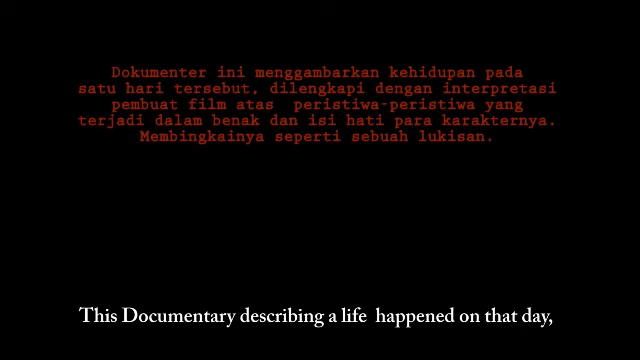 Dokumenter ini menggambarkan kehidupan pada
satu hari tersebut, dilengkapi dengan interpretasi
pembuat film atas peristiwa-peristiwa yang
terjadi dalam benak dan isi hati para karakternya.
Membingkainya seperti sebuah lukisan.
This Documentary describing a life happened on that day,